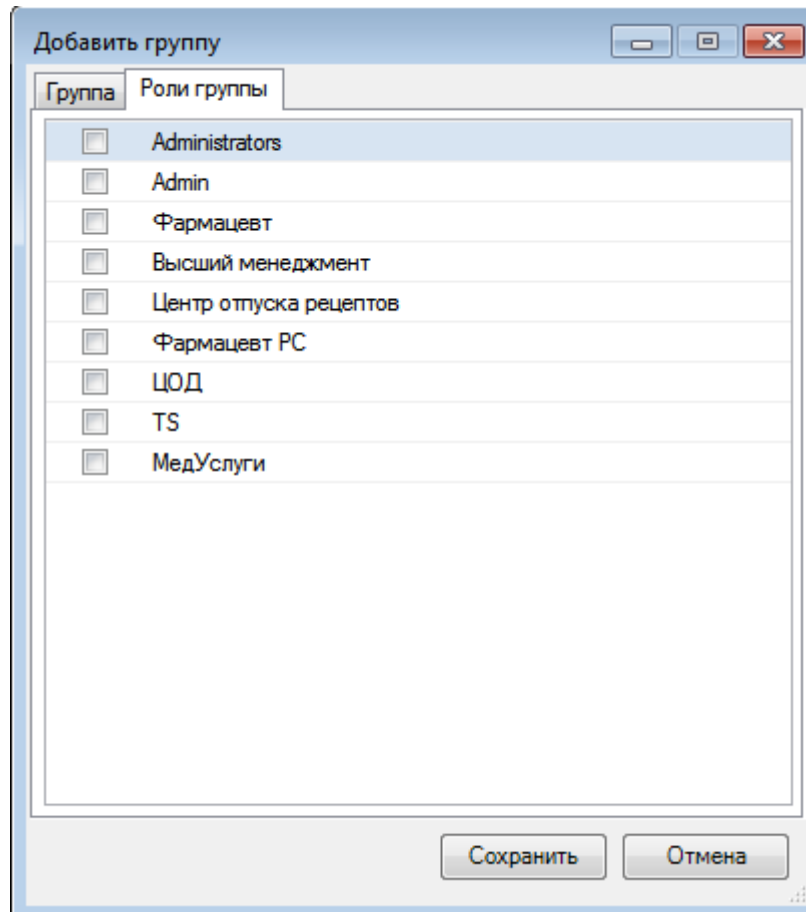 Добавить группу
Группа Роли группы
Administrators
Admin
Фармацевт
Высший менеджмент
Центр отпуска рецептов
Фармацевт РС
ЦОД
TS
МедУслуги
Сохранить Отмена